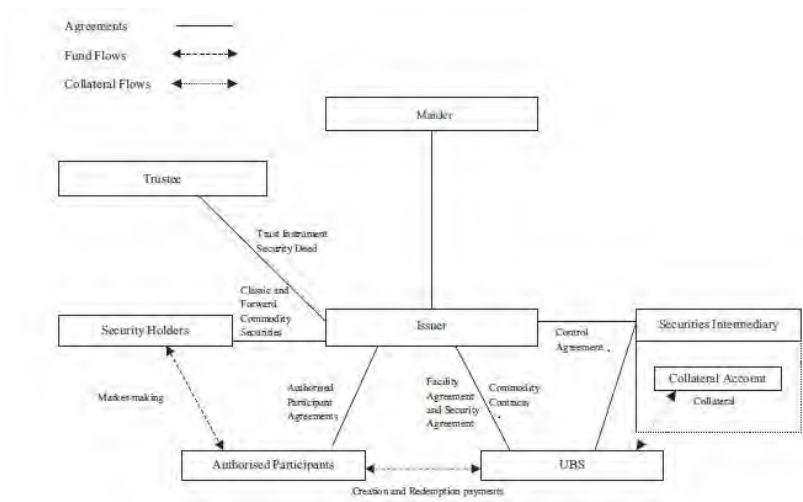 Agreements
Fund Flows
Collateral Flows
Manager
Trustee
Trust Instrument
Security Deed
Classic and
Forward
Commodity
Securities
Security Holders
Issuer
Securities Intermediary
Control
Agreement
Collateral Account
Collateral
Market-making
Authorised
Participant
Agreements
Facility
Agreement
and Security
Agreement
Commodity
Contracts
Authorised Participants
UBS
Creation and Redemption payments